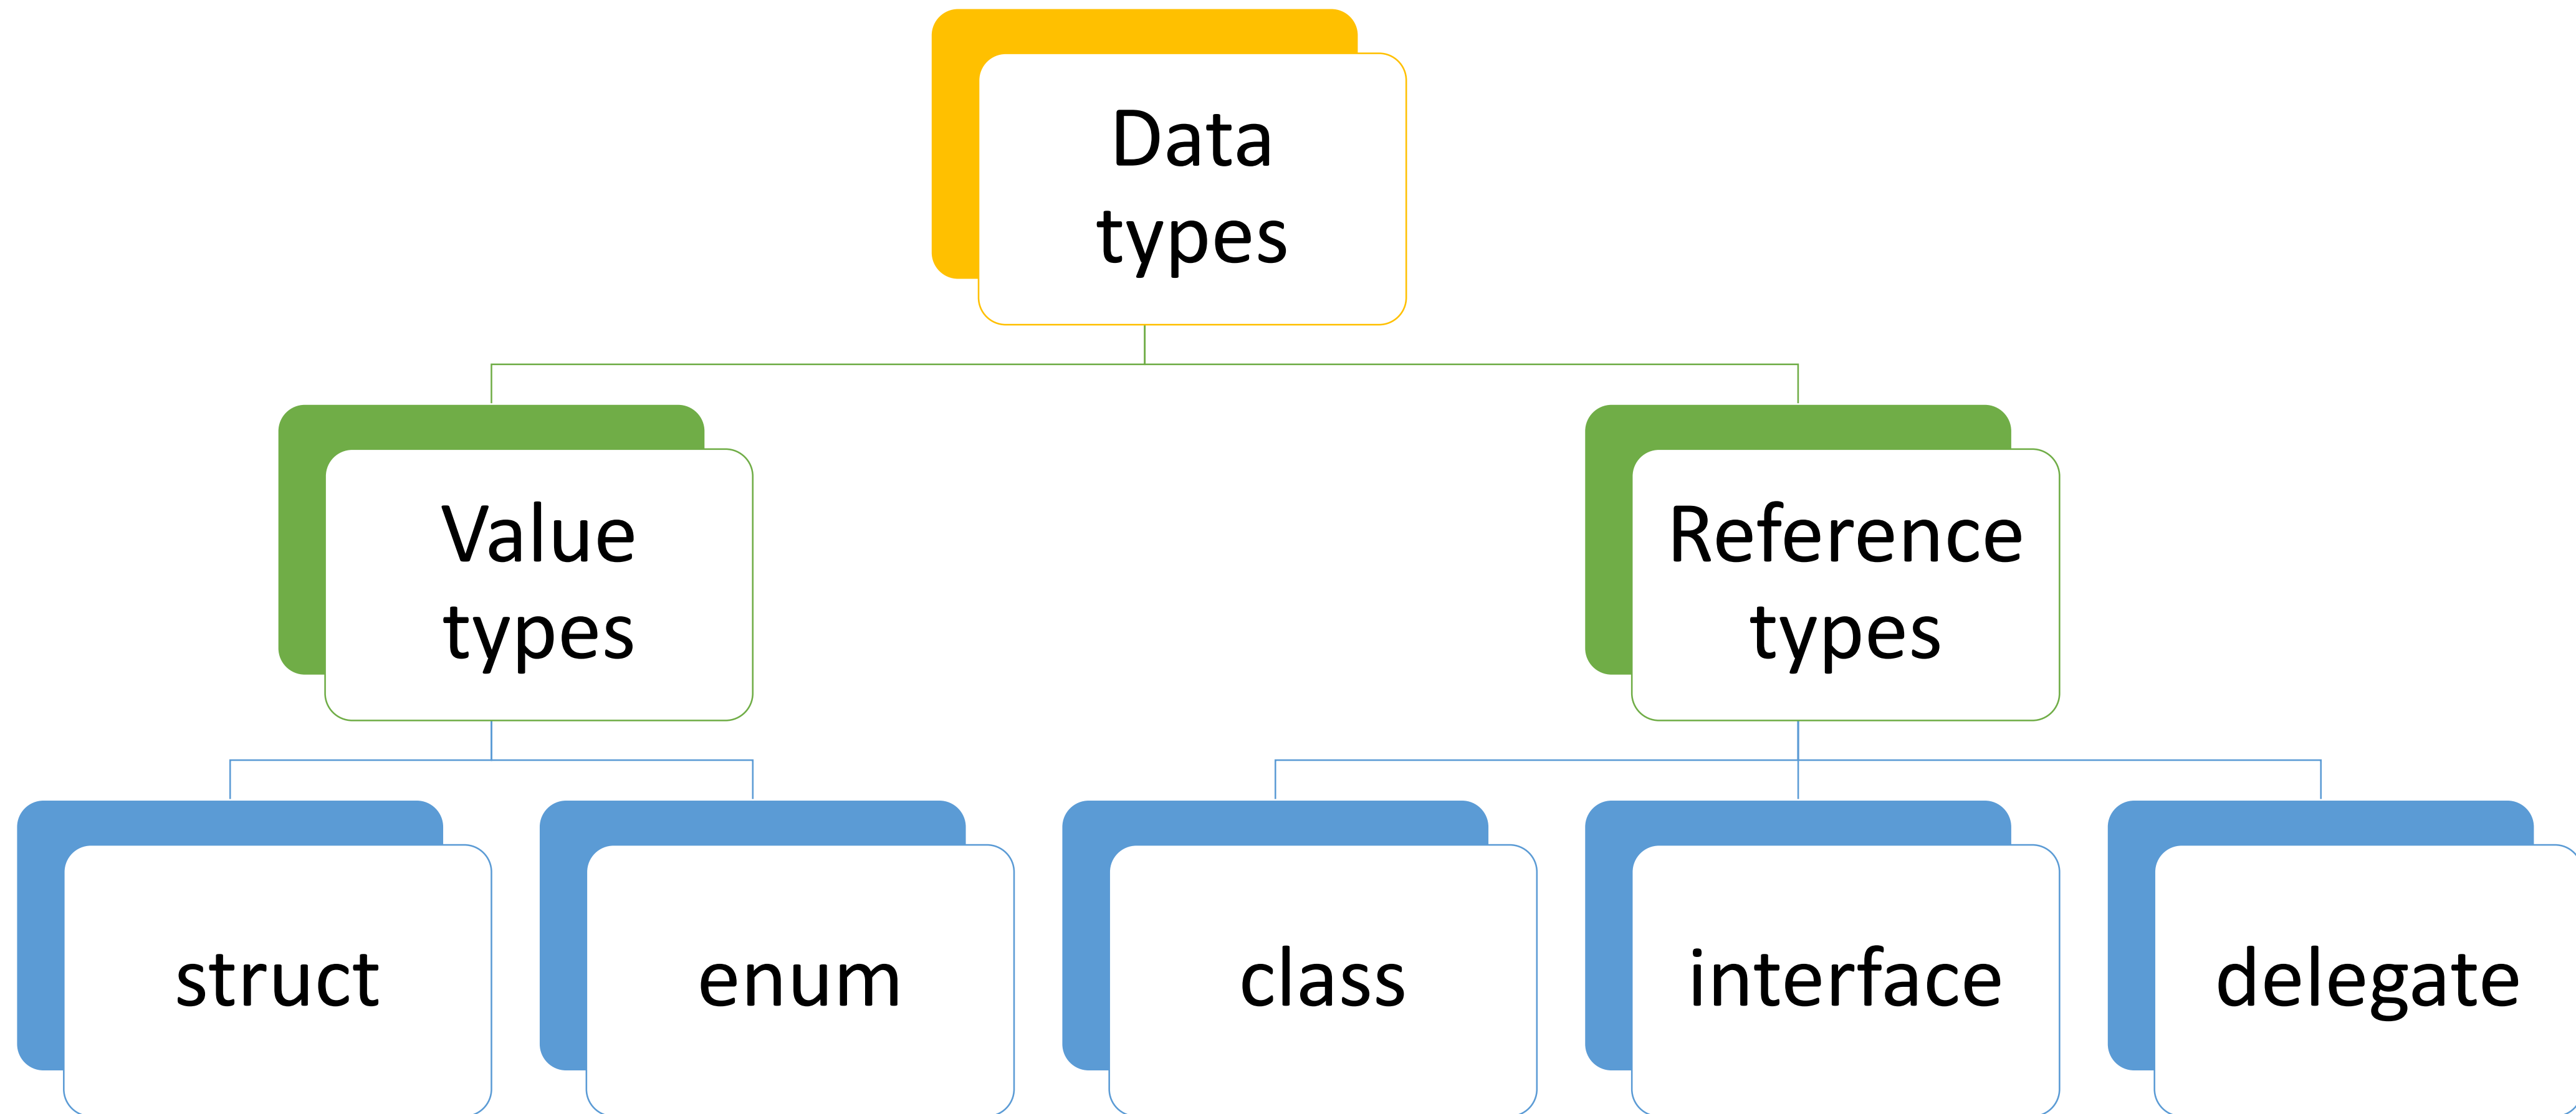 Data
types
Value
types
Reference
types
struct
enum
class
interface
delegate